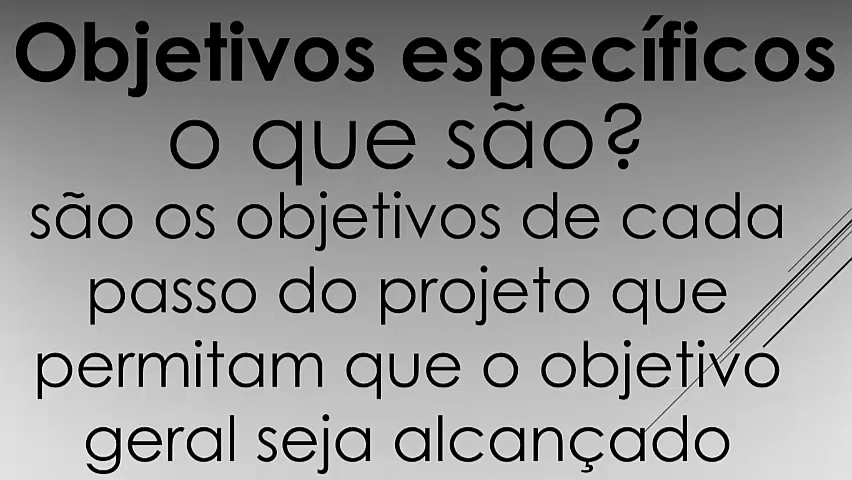 Objetivos específicos
o que são?
são os objetivos de cada
passo do projeto que
permitam que o objetivo
geral seja alcançado